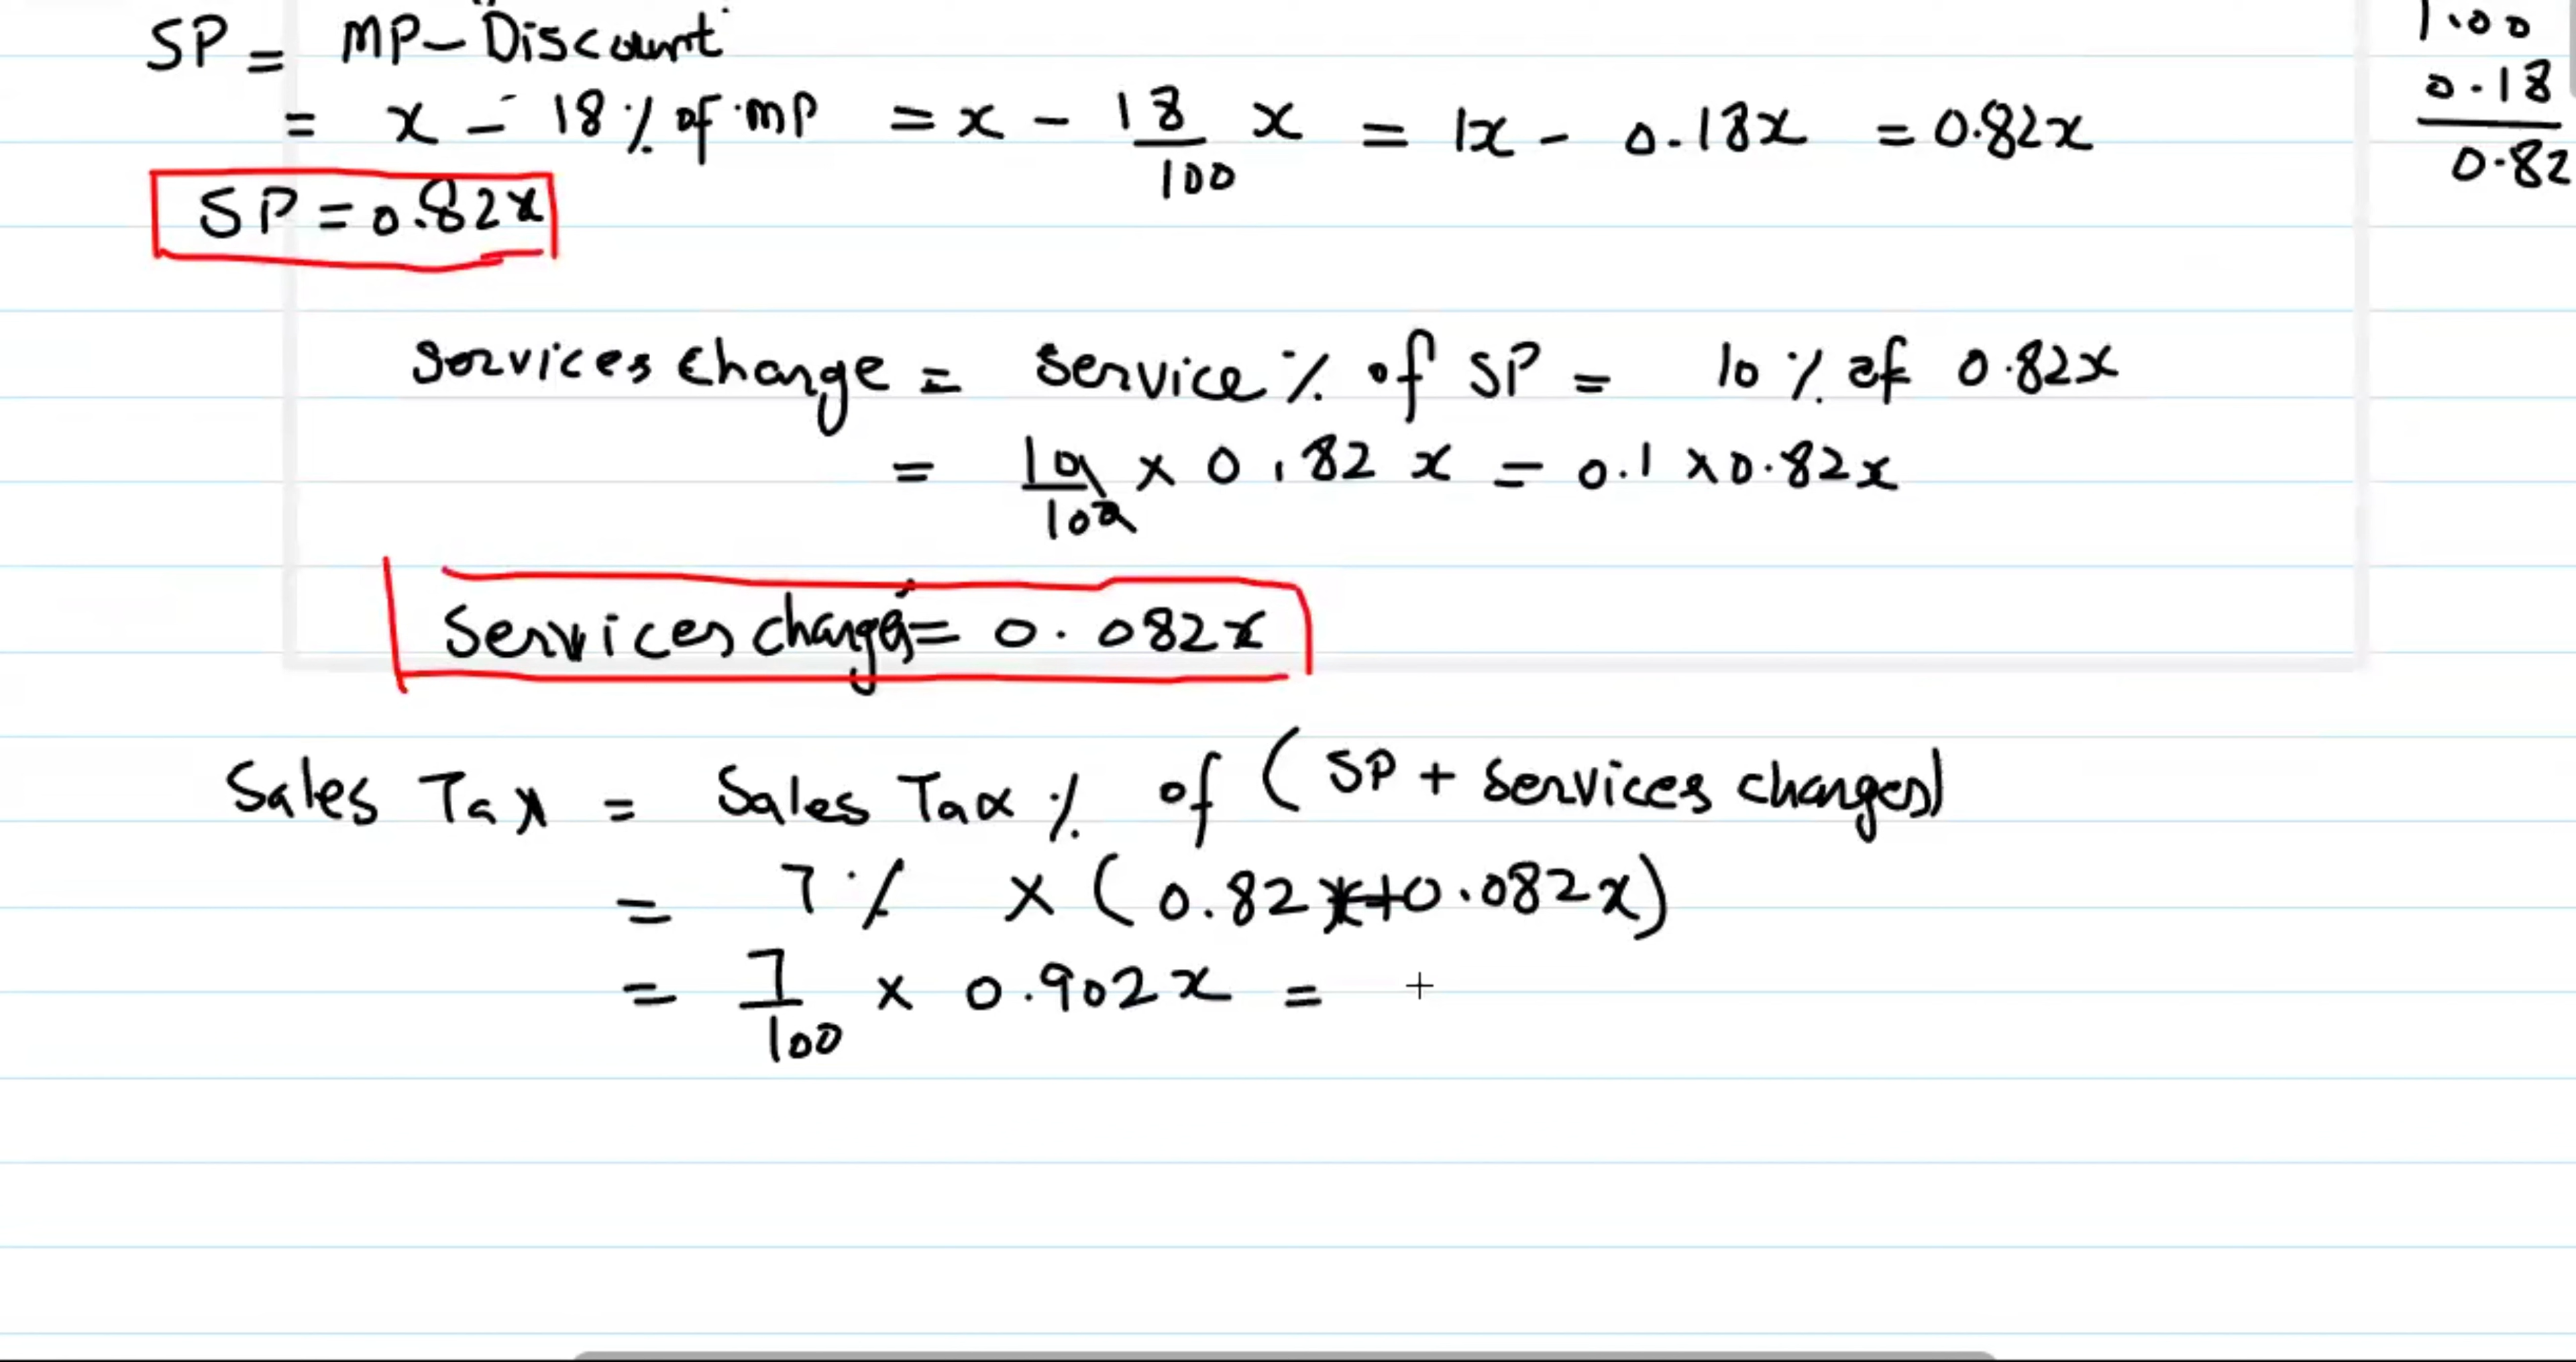 SP = MP - Discount
= x - 18% of MP = x - 18/100 x = 1x - 0.18x = 0.82x
1.00
0.18
0.82
SP = 0.82x
Services Charge = Service % of SP = 10% of 0.82x
= 10/100 × 0.82x = 0.1 × 0.82x
Services charges = 0.082x
Sales Tax = Sales Tax % of (SP + Services charges)
= 7% × (0.82x + 0.082x)
= 7/100 × 0.902x =